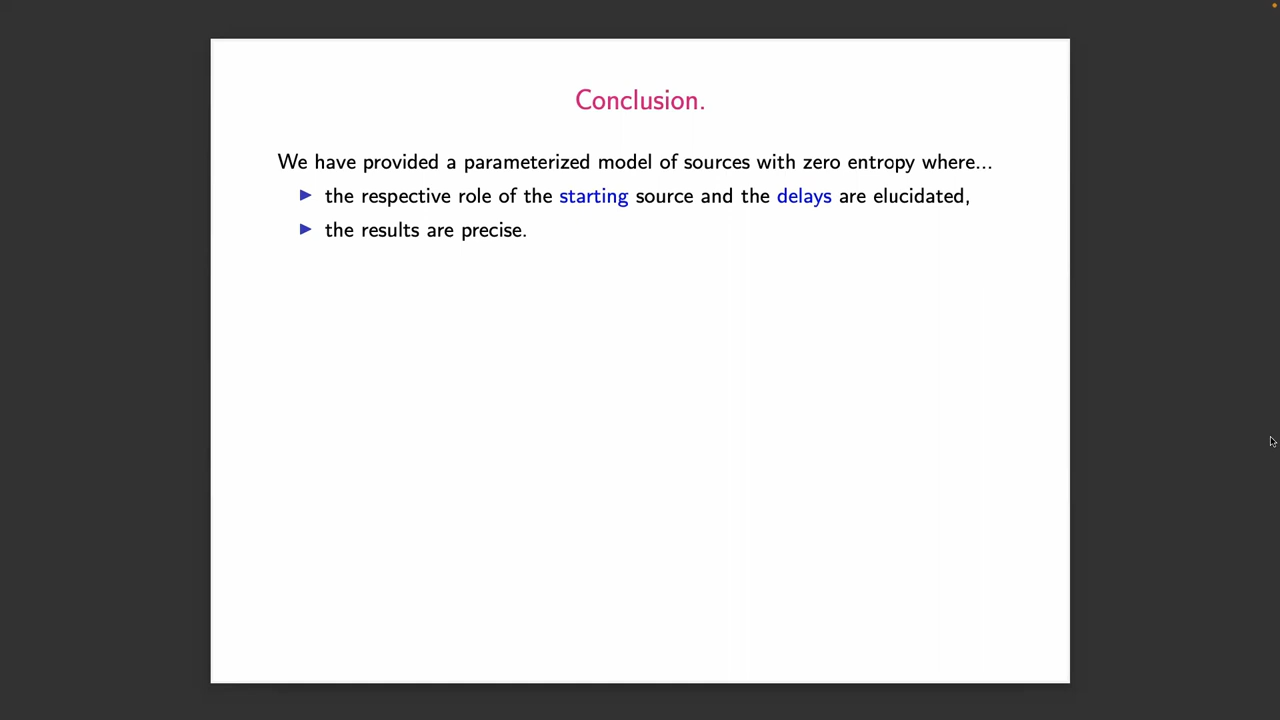 Conclusion.
We have provided a parameterized model of sources with zero entropy where...
the respective role of the starting source and the delays are elucidated,
the results are precise.